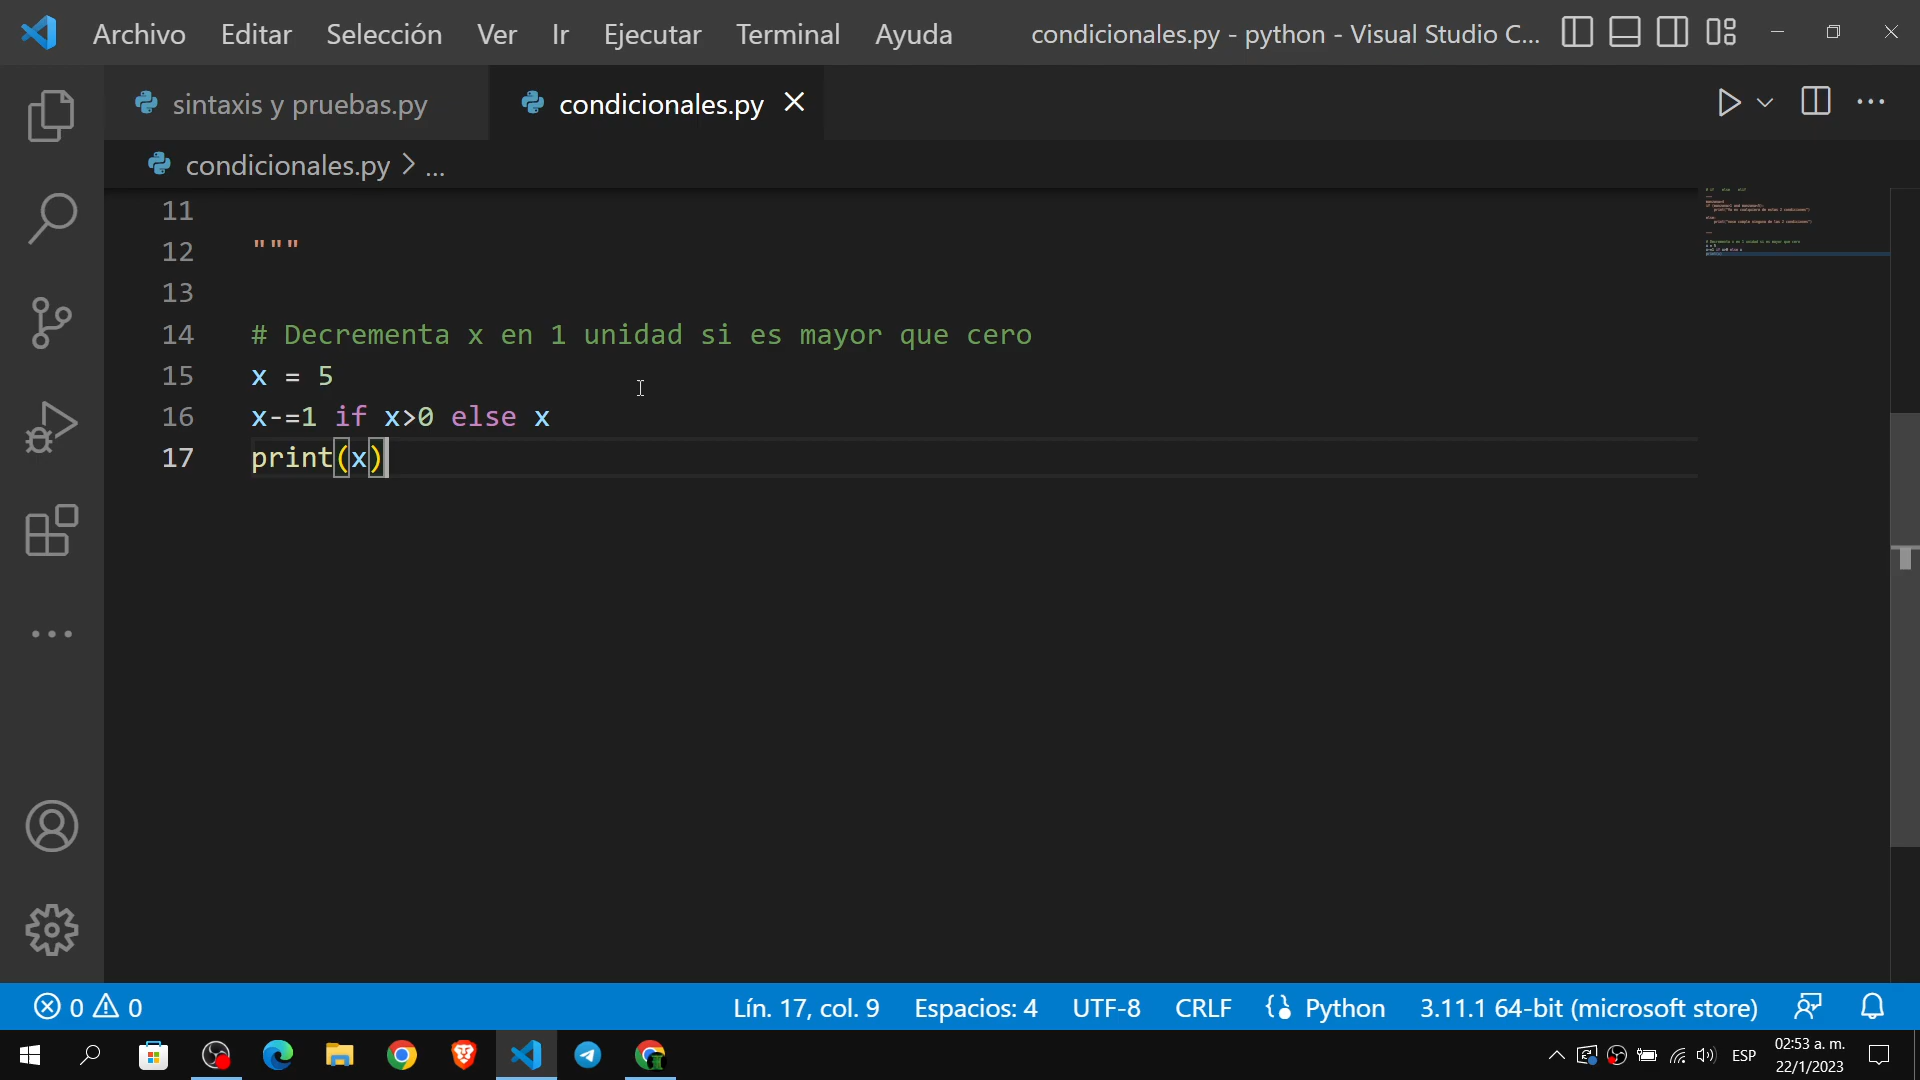 Archivo Editar Selección Ver Ir Ejecutar Terminal Ayuda condicionales.py - python - Visual Studio C...
sintaxis y pruebas.py condicionales.py
condicionales.py > ...
11
12 """
13
14 # Decrementa x en 1 unidad si es mayor que cero
15 x = 5
16 x-=1 if x>0 else x
17 print(x)
0 0 Lín. 17, col. 9 Espacios: 4 UTF-8 CRLF Python 3.11.1 64-bit (microsoft store)
ESP 02:53 a. m.
22/1/2023